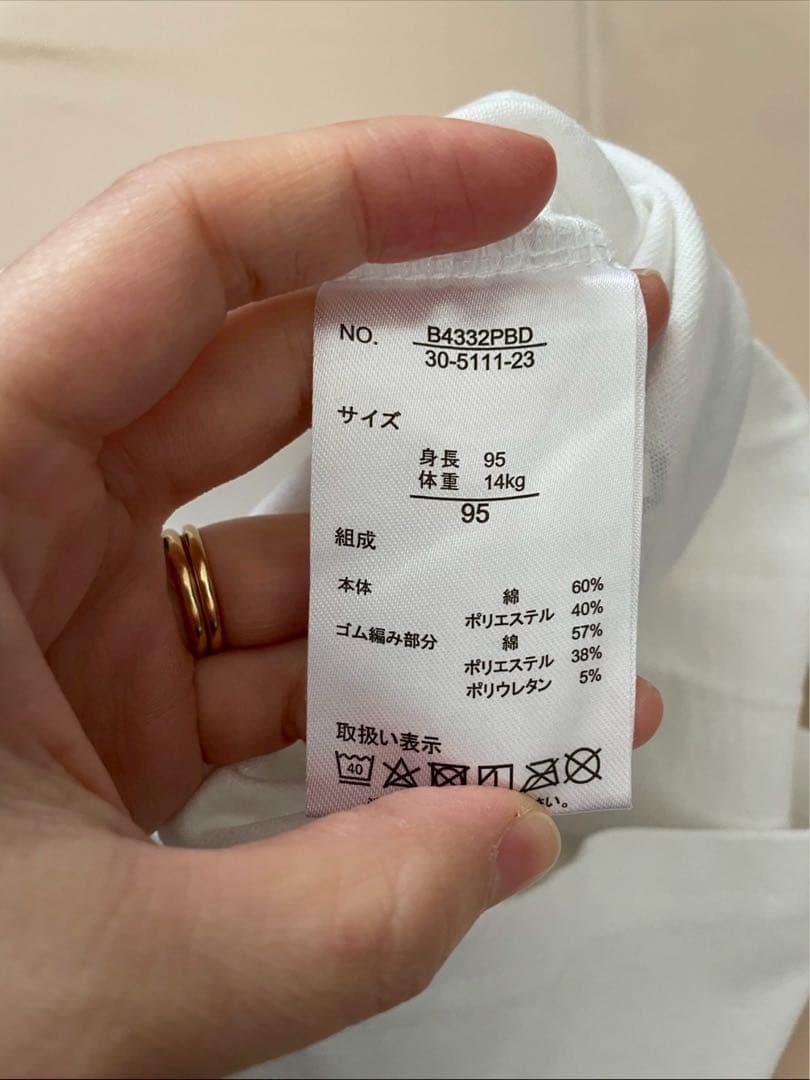 NO. B4332PBD
30-5111-23
サイズ
身長 95
体重 14kg
95
組成
本体 綿 60%
ポリエステル 40%
ゴム編み部分 綿 57%
ポリエステル 38%
ポリウレタン 5%
取扱い表示
40
さい。